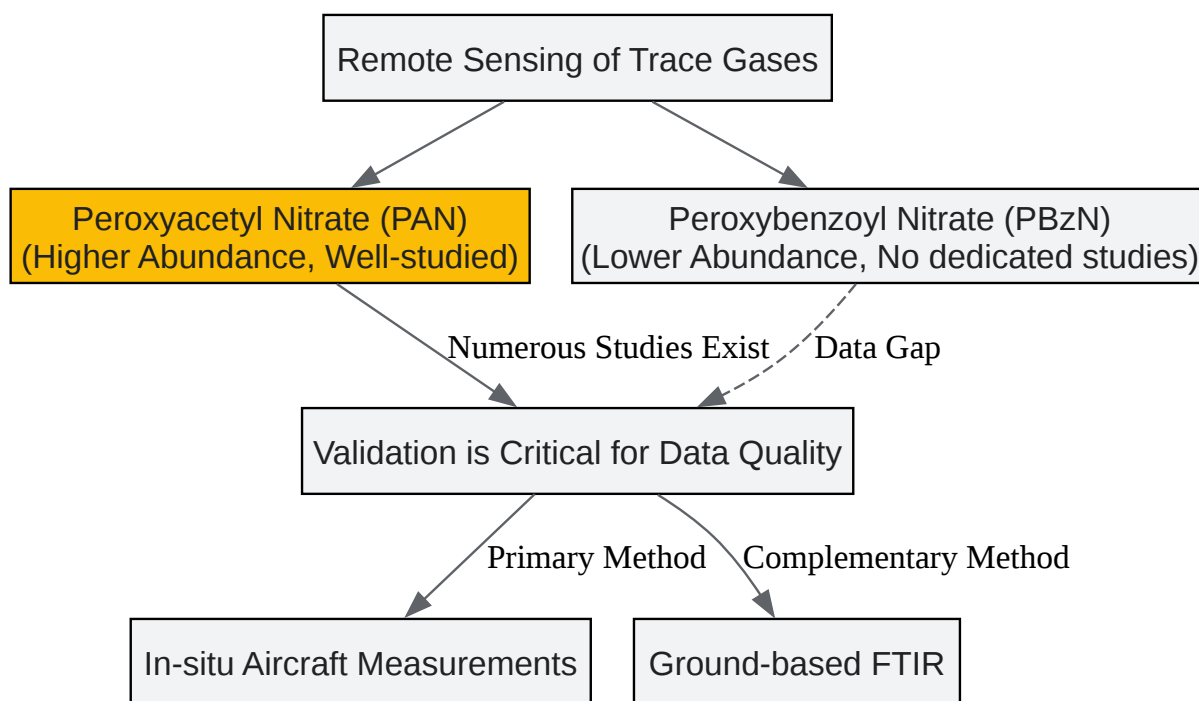 Remote Sensing of Trace Gases
Peroxyacetyl Nitrate (PAN)
(Higher Abundance, Well-studied)
Peroxybenzoyl Nitrate (PBzN)
(Lower Abundance, No dedicated studies)
Numerous Studies Exist
Data Gap
Validation is Critical for Data Quality
Primary Method
Complementary Method
In-situ Aircraft Measurements
Ground-based FTIR